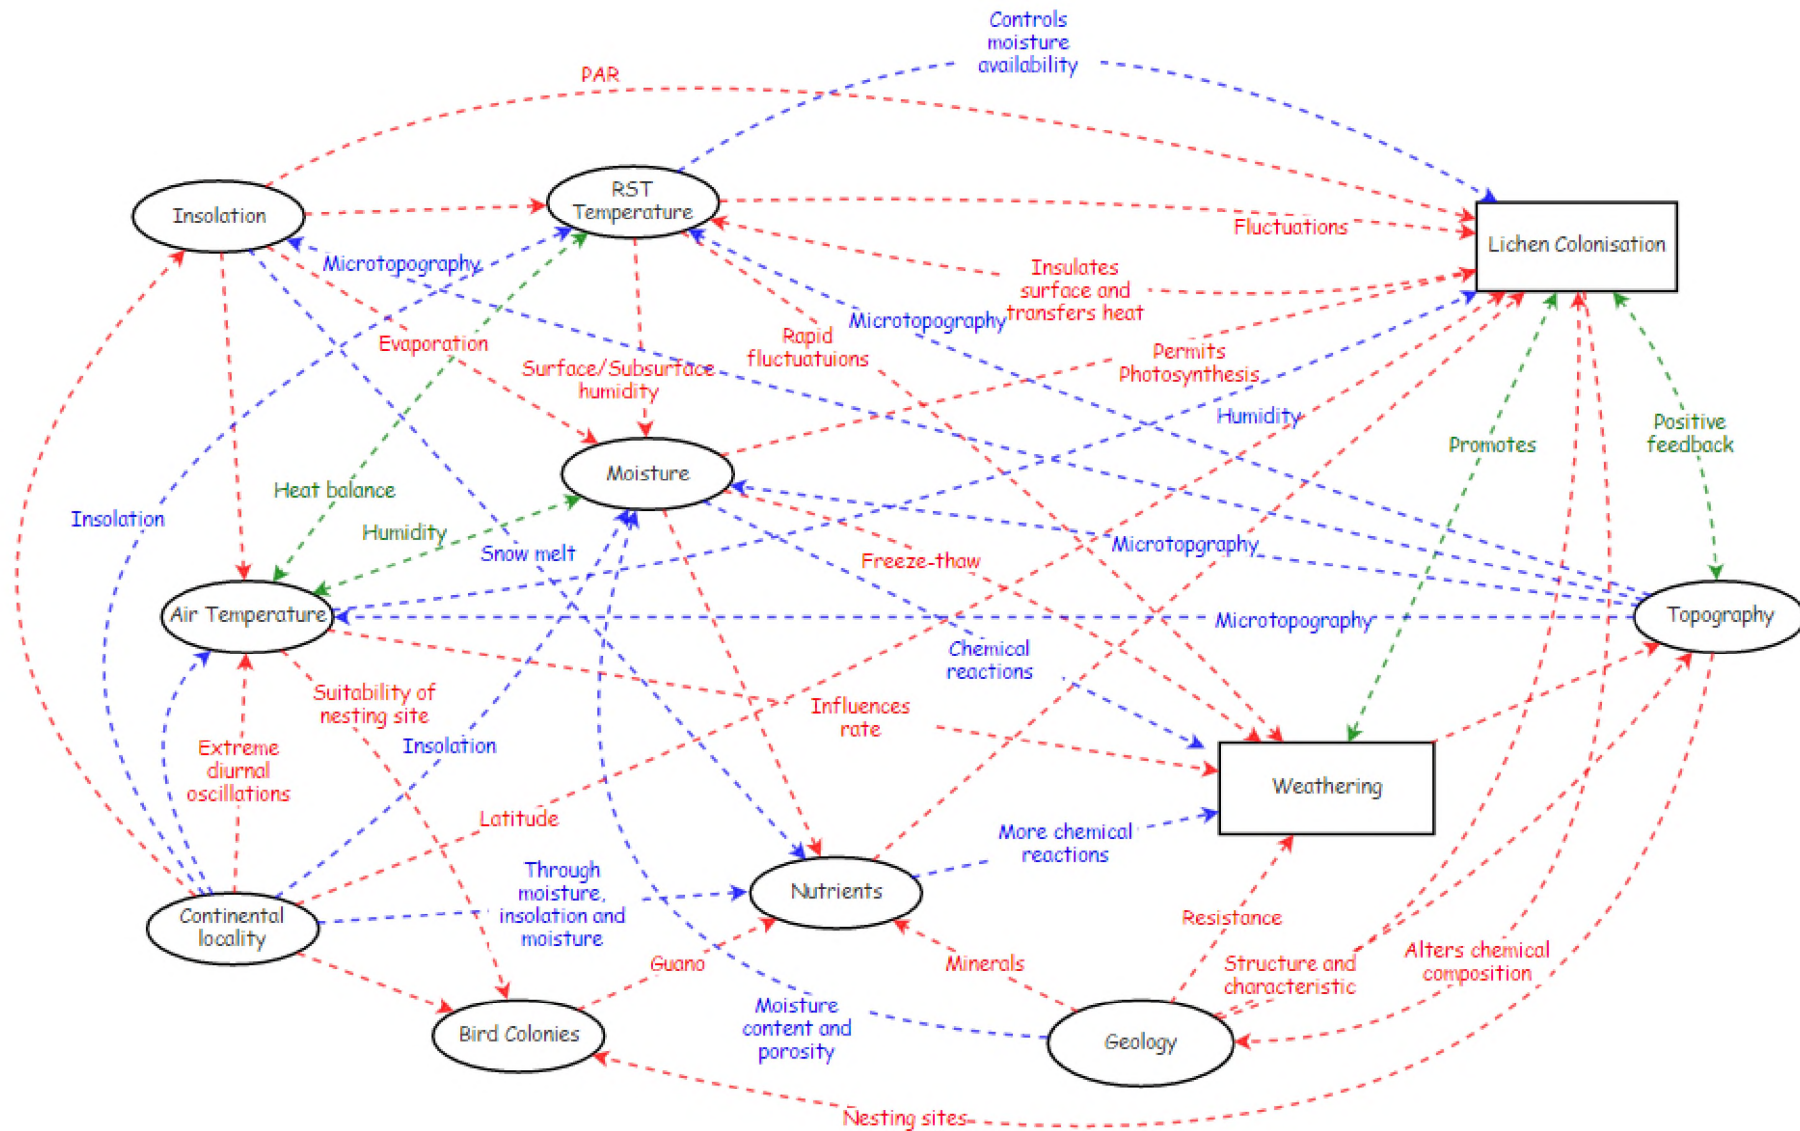 Controls
moisture
availability
PAR
RST
Temperature
Insolation
Lichen Colonisation
Fluctuations
Microtopography
Insulates
surface and
transfers heat
Microtopography
Rapid
fluctuatuions
Evaporation
Permits
Photosynthesis
Surface/Subsurface
humidity
Humidity
Positive
feedback
Promotes
Moisture
Heat balance
Insolation
Humidity
Snow melt
Microtopgraphy
Freeze-thaw
Air Temperature
Topography
Microtopography
Chemical
reactions
Suitability of
nesting site
Influences
rate
Insolation
Extreme
diurnal
oscillations
Weathering
Latitude
More chemical
reactions
Through
moisture,
insolation and
moisture
Nutrients
Continental
locality
Resistance
Guano
Minerals
Structure and
characteristic
Alters chemical
composition
Moisture
content and
porosity
Bird Colonies
Geology
Nesting sites